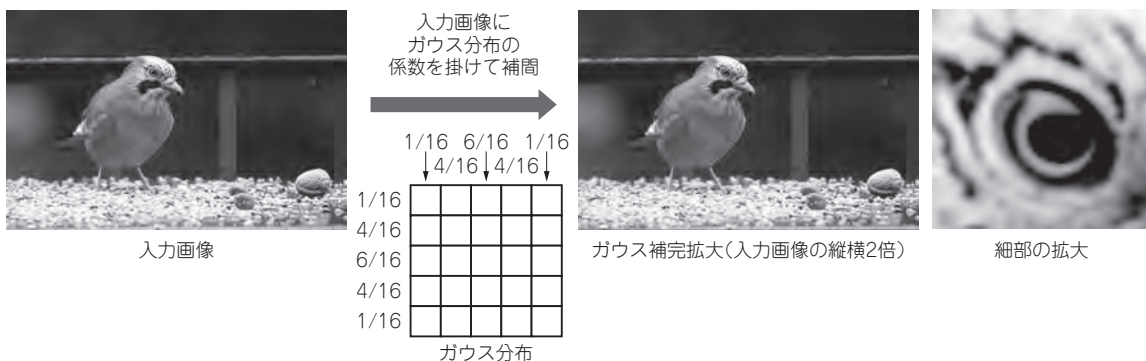 入力画像に
ガウス分布の
係数を掛けて補間
1/16 6/16 1/16
4/16 4/16
1/16
4/16
6/16
4/16
1/16
ガウス分布
入力画像
ガウス補完拡大(入力画像の縦横2倍)
細部の拡大